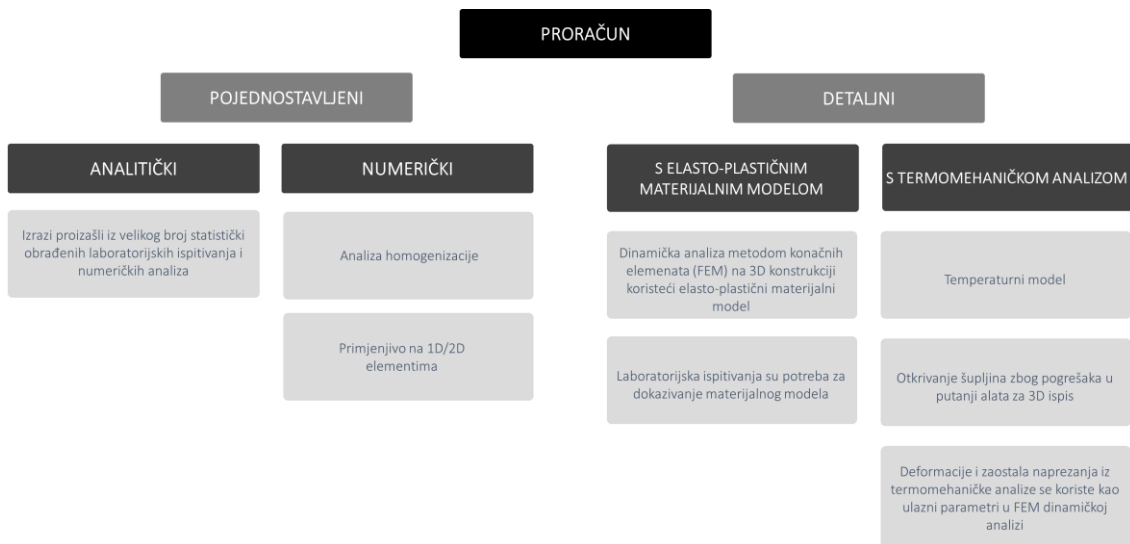 PRORAČUN
POJEDNOSTAVLJENI
DETALJNI
ANALITIČKI
NUMERIČKI
S ELASTO-PLASTIČNIM
MATERIJALNIM MODELOM
S TERMOMEHANIČKOM ANALIZOM
Izrazi proizašli iz velikog broj statistički
obrađenih laboratorijskih ispitivanja i
numeričkih analiza
Analiza homogenizacije
Primjenjivo na 1D/2D
elementima
Dinamička analiza metodom konačnih
elemenata (FEM) na 3D konstrukciji
koristeći elasto-plastični materijalni
model
Laboratorijska ispitivanja su potreba za
dokazivanje materijalnog modela
Temperaturni model
Otkrivanje šupljina zbog pogrešaka u
putanji alata za 3D ispis
Deformacije i zaostala naprezanja iz
termomehaničke analize se koriste kao
ulazni parametri u FEM dinamičkoj
analizi